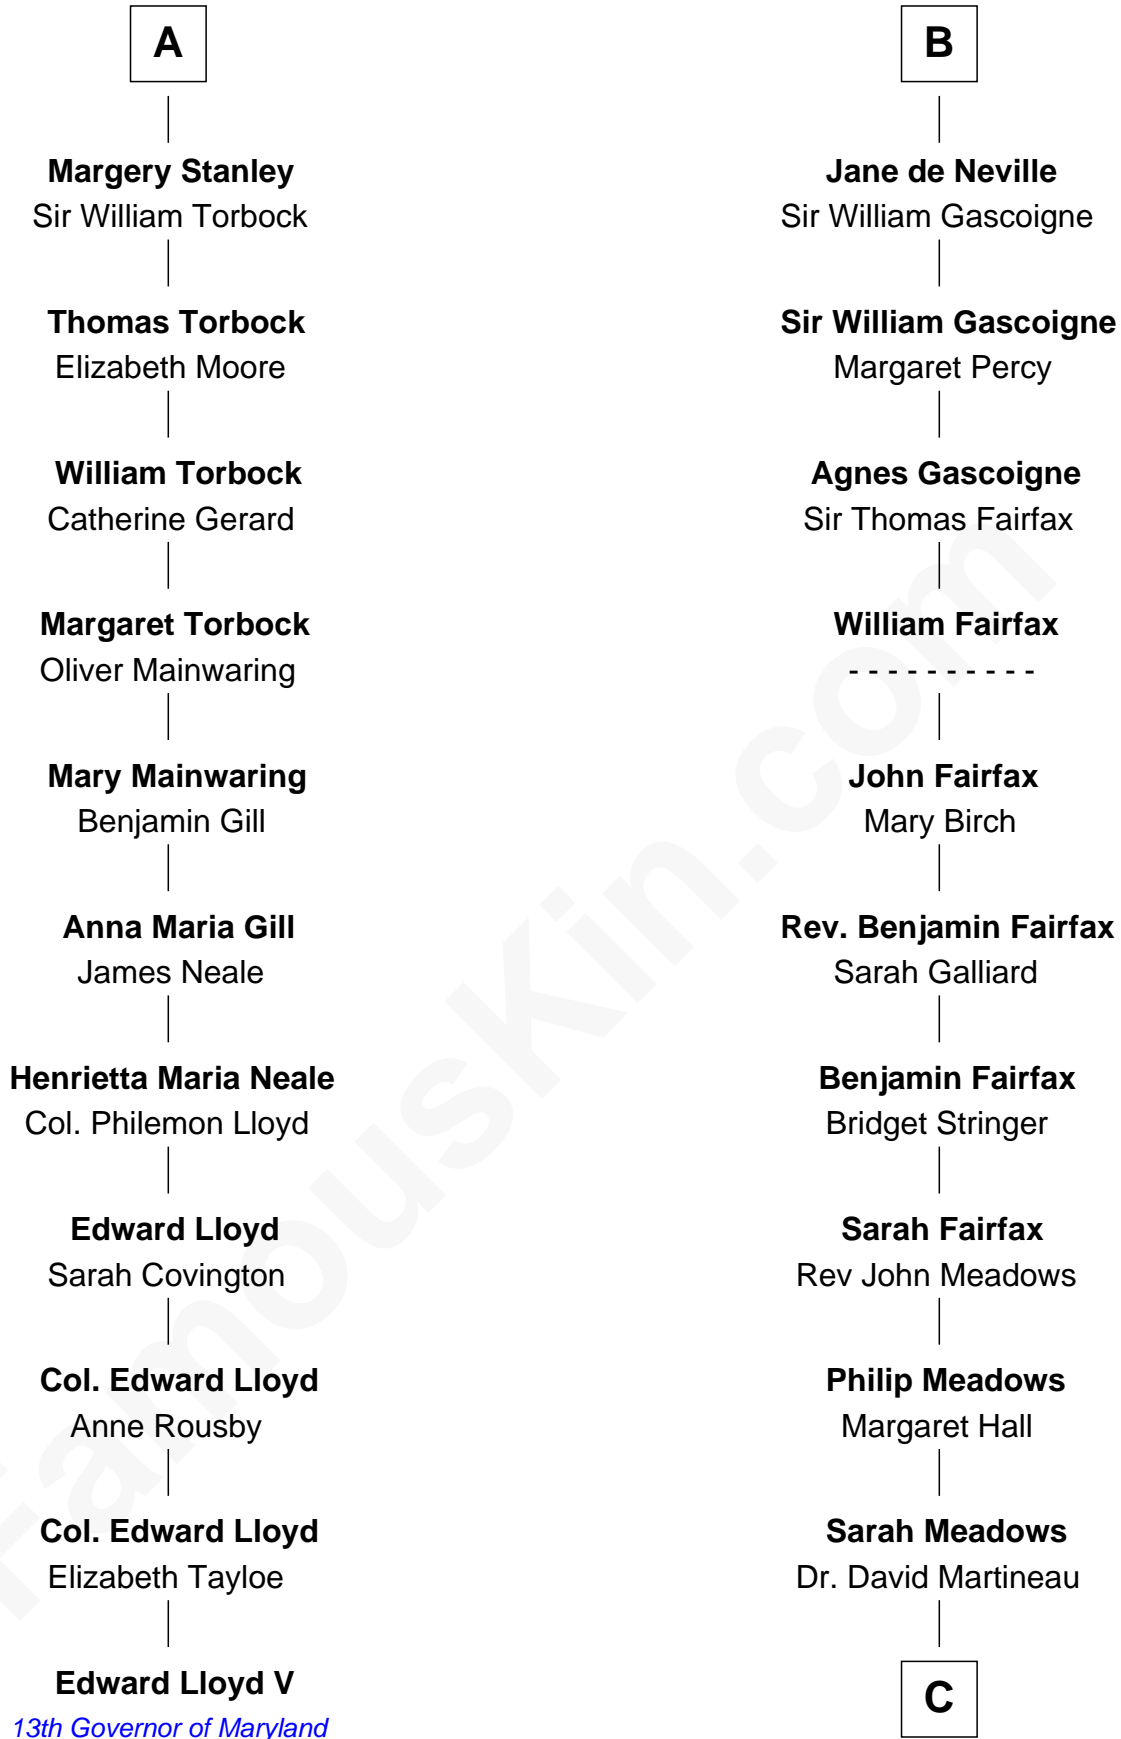 A
Margery Stanley
Sir William Torbock
Thomas Torbock
Elizabeth Moore
William Torbock
Catherine Gerard
Margaret Torbock
Oliver Mainwaring
Mary Mainwaring
Benjamin Gill
Anna Maria Gill
James Neale
Henrietta Maria Neale
Col. Philemon Lloyd
Edward Lloyd
Sarah Covington
Col. Edward Lloyd
Anne Rousby
Col. Edward Lloyd
Elizabeth Tayloe
Edward Lloyd V
13th Governor of Maryland
B
Jane de Neville
Sir William Gascoigne
Sir William Gascoigne
Margaret Percy
Agnes Gascoigne
Sir Thomas Fairfax
William Fairfax
- - - - - - - - - -
John Fairfax
Mary Birch
Rev. Benjamin Fairfax
Sarah Galliard
Benjamin Fairfax
Bridget Stringer
Sarah Fairfax
Rev John Meadows
Philip Meadows
Margaret Hall
Sarah Meadows
Dr. David Martineau
C
FamousKin.com